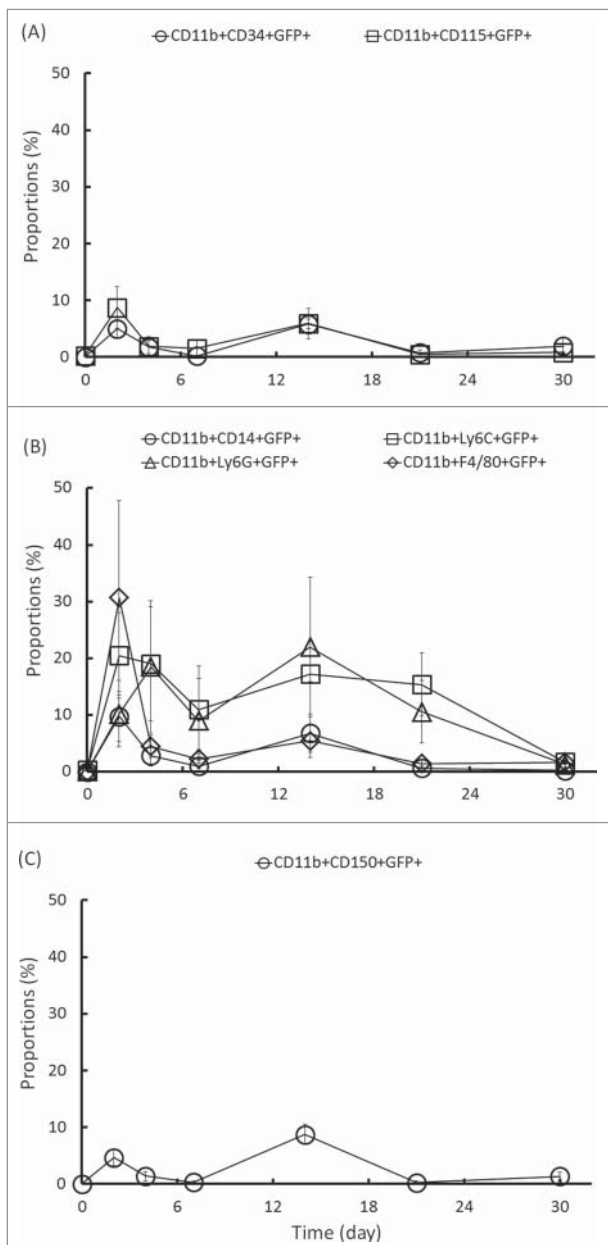 (A)
CD11b+CD34+GFP+ CD11b+CD115+GFP+
50
40
30
20
10
0
Proportions (%)
0 6 12 18 24 30
(B)
CD11b+CD14+GFP+ CD11b+Ly6C+GFP+
CD11b+Ly6G+GFP+ CD11b+F4/80+GFP+
50
40
30
20
10
0
Proportions (%)
0 6 12 18 24 30
(C)
CD11b+CD150+GFP+
50
40
30
20
10
0
Proportions (%)
0 6 12 18 24 30
Time (day)